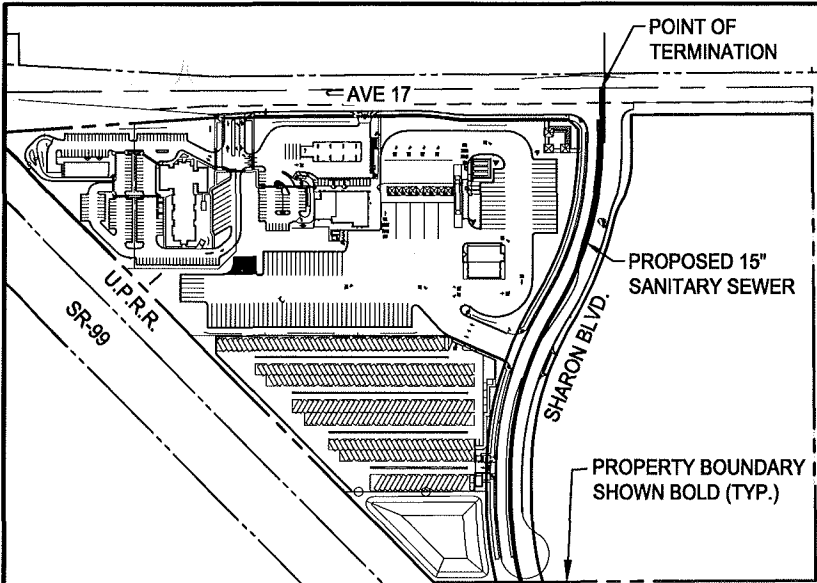 POINT OF
TERMINATION
AVE 17
PROPOSED 15"
SANITARY SEWER
U.P.R.R.
SR-99
SHARON BLVD.
PROPERTY BOUNDARY
SHOWN BOLD (TYP.)